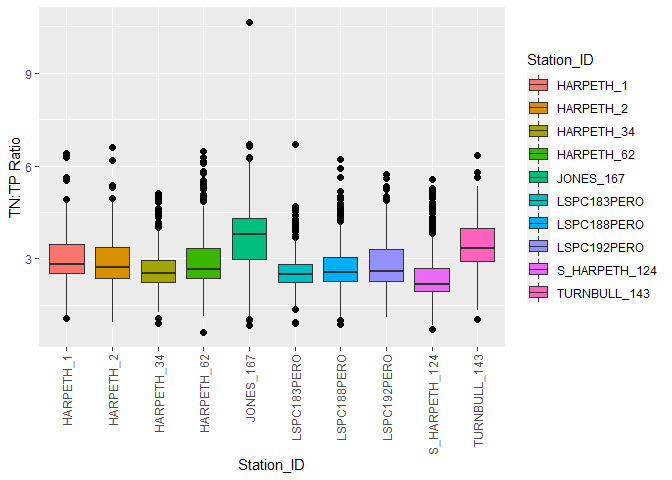 TN:TP Ratio
9
6
3
HARPETH_1
HARPETH_2
HARPETH_34
HARPETH_62
JONES_167
LSPC183PERO
LSPC188PERO
LSPC192PERO
S_HARPETH_124
TURNBULL_143
Station_ID
Station_ID
HARPETH_1
HARPETH_2
HARPETH_34
HARPETH_62
JONES_167
LSPC183PERO
LSPC188PERO
LSPC192PERO
S_HARPETH_124
TURNBULL_143